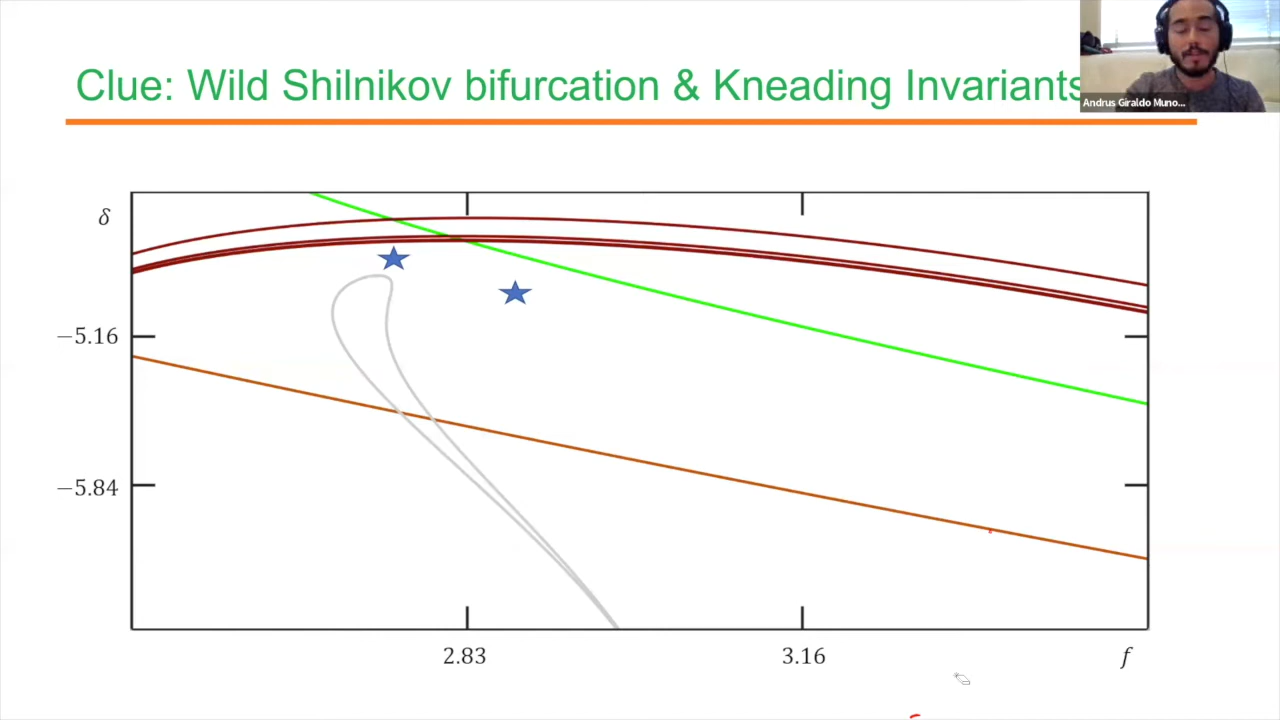 Clue: Wild Shilnikov bifurcation & Kneading Invariants
Andrus Giraldo Muno...
δ
−5.16
−5.84
2.83
3.16
f